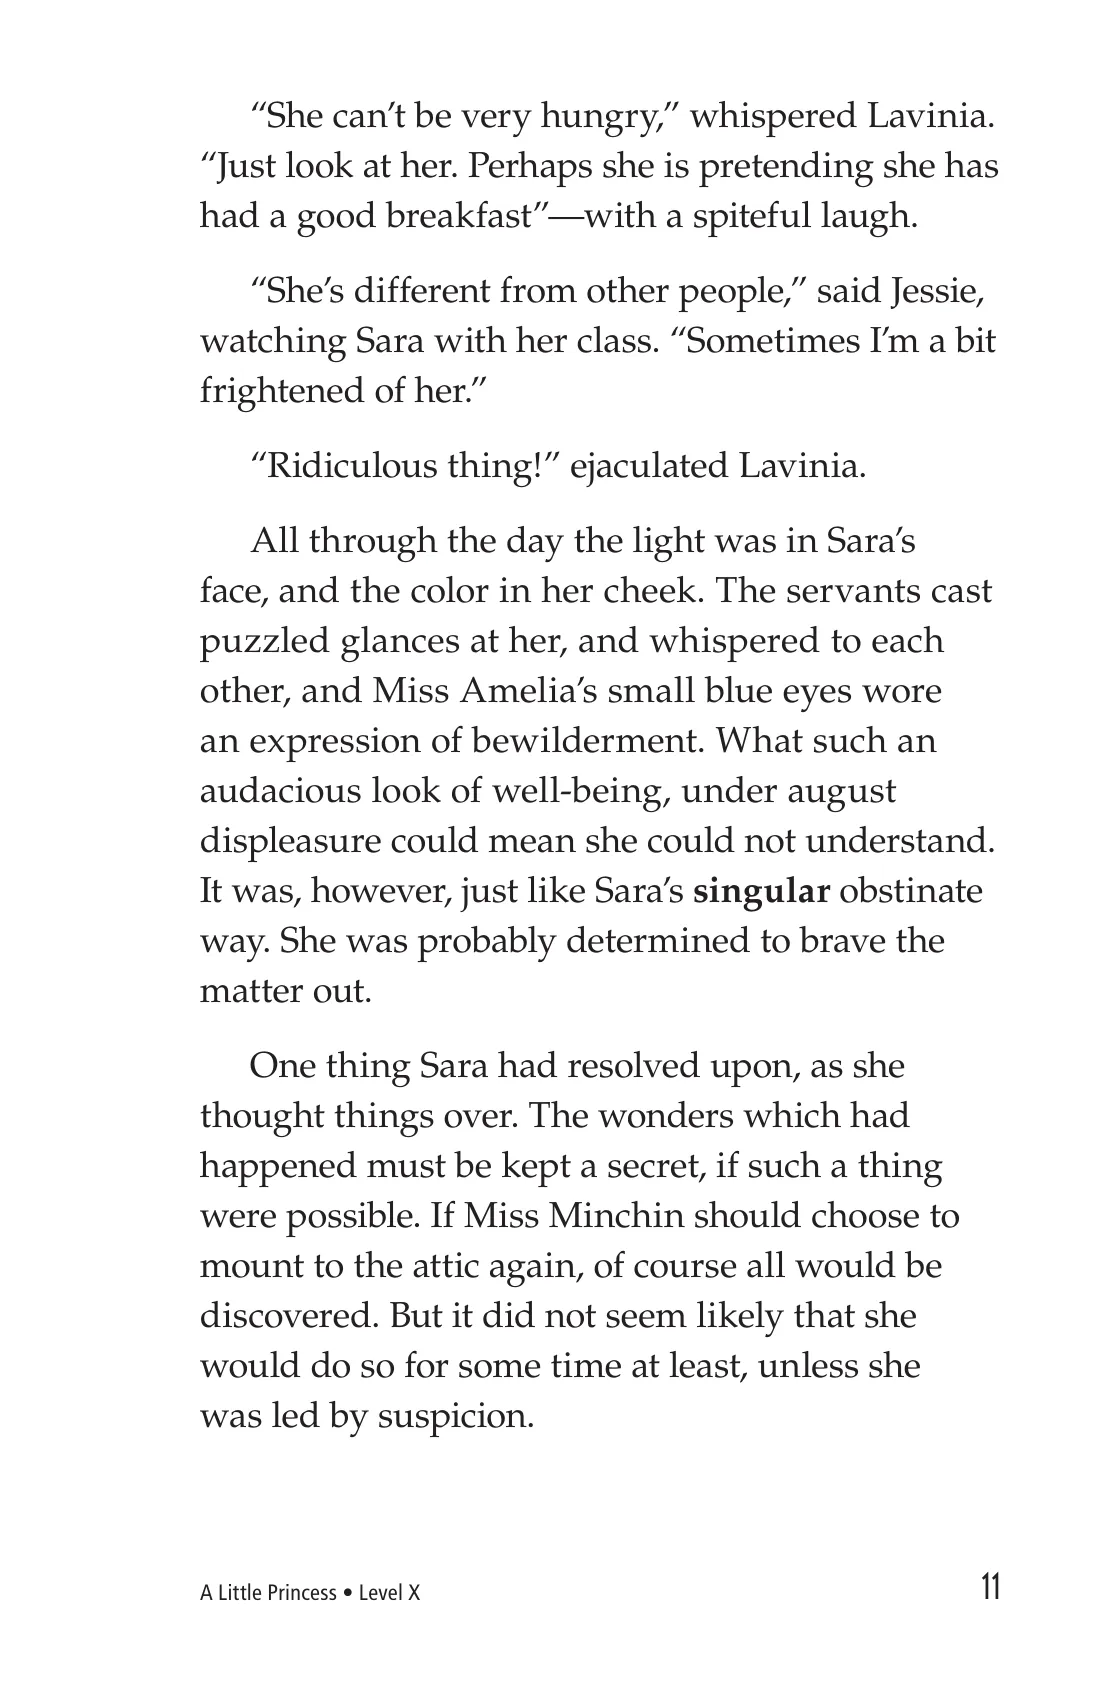 “She can’t be very hungry,” whispered Lavinia.
“Just look at her. Perhaps she is pretending she has
had a good breakfast”—with a spiteful laugh.
“She’s different from other people,” said Jessie,
watching Sara with her class. “Sometimes I’m a bit
frightened of her.”
“Ridiculous thing!” ejaculated Lavinia.
All through the day the light was in Sara’s
face, and the color in her cheek. The servants cast
puzzled glances at her, and whispered to each
other, and Miss Amelia’s small blue eyes wore
an expression of bewilderment. What such an
audacious look of well-being, under august
displeasure could mean she could not understand.
It was, however, just like Sara’s singular obstinate
way. She was probably determined to brave the
matter out.
One thing Sara had resolved upon, as she
thought things over. The wonders which had
happened must be kept a secret, if such a thing
were possible. If Miss Minchin should choose to
mount to the attic again, of course all would be
discovered. But it did not seem likely that she
would do so for some time at least, unless she
was led by suspicion.
A Little Princess • Level X
11